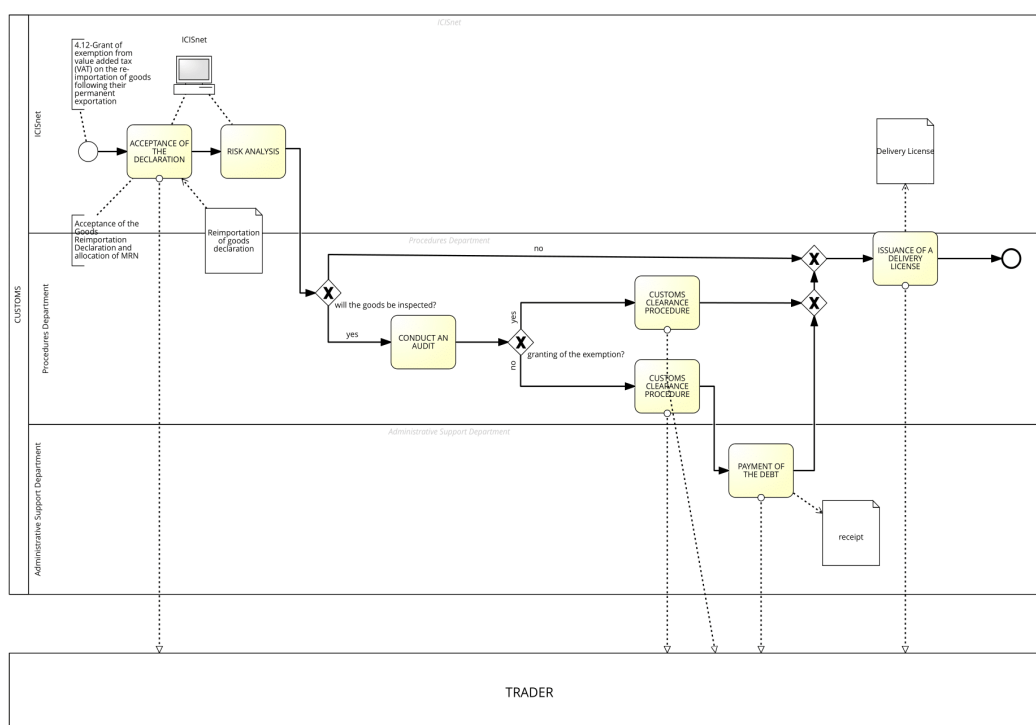 ICISnet
4.12-Grant of
exemption from
value added tax
(VAT) on the re-
importation of goods
following their
permanent
exportation
ICISnet
ICISnet
ACCEPTANCE OF
THE
DECLARATION
RISK ANALYSIS
Delivery License
Acceptance of the
Goods
Reimportation
Declaration and
allocation of MRN
Reimportation
of goods
declaration
CUSTOMS
Procedures Department
Procedures Department
no
ISSUANCE OF A
DELIVERY
LICENSE
will the goods be inspected?
yes
CONDUCT AN
AUDIT
yes
no
granting of the exemption?
CUSTOMS
CLEARANCE
PROCEDURE
CUSTOMS
CLEARANCE
PROCEDURE
Administrative Support Department
Administrative Support Department
PAYMENT OF
THE DEBT
receipt
TRADER